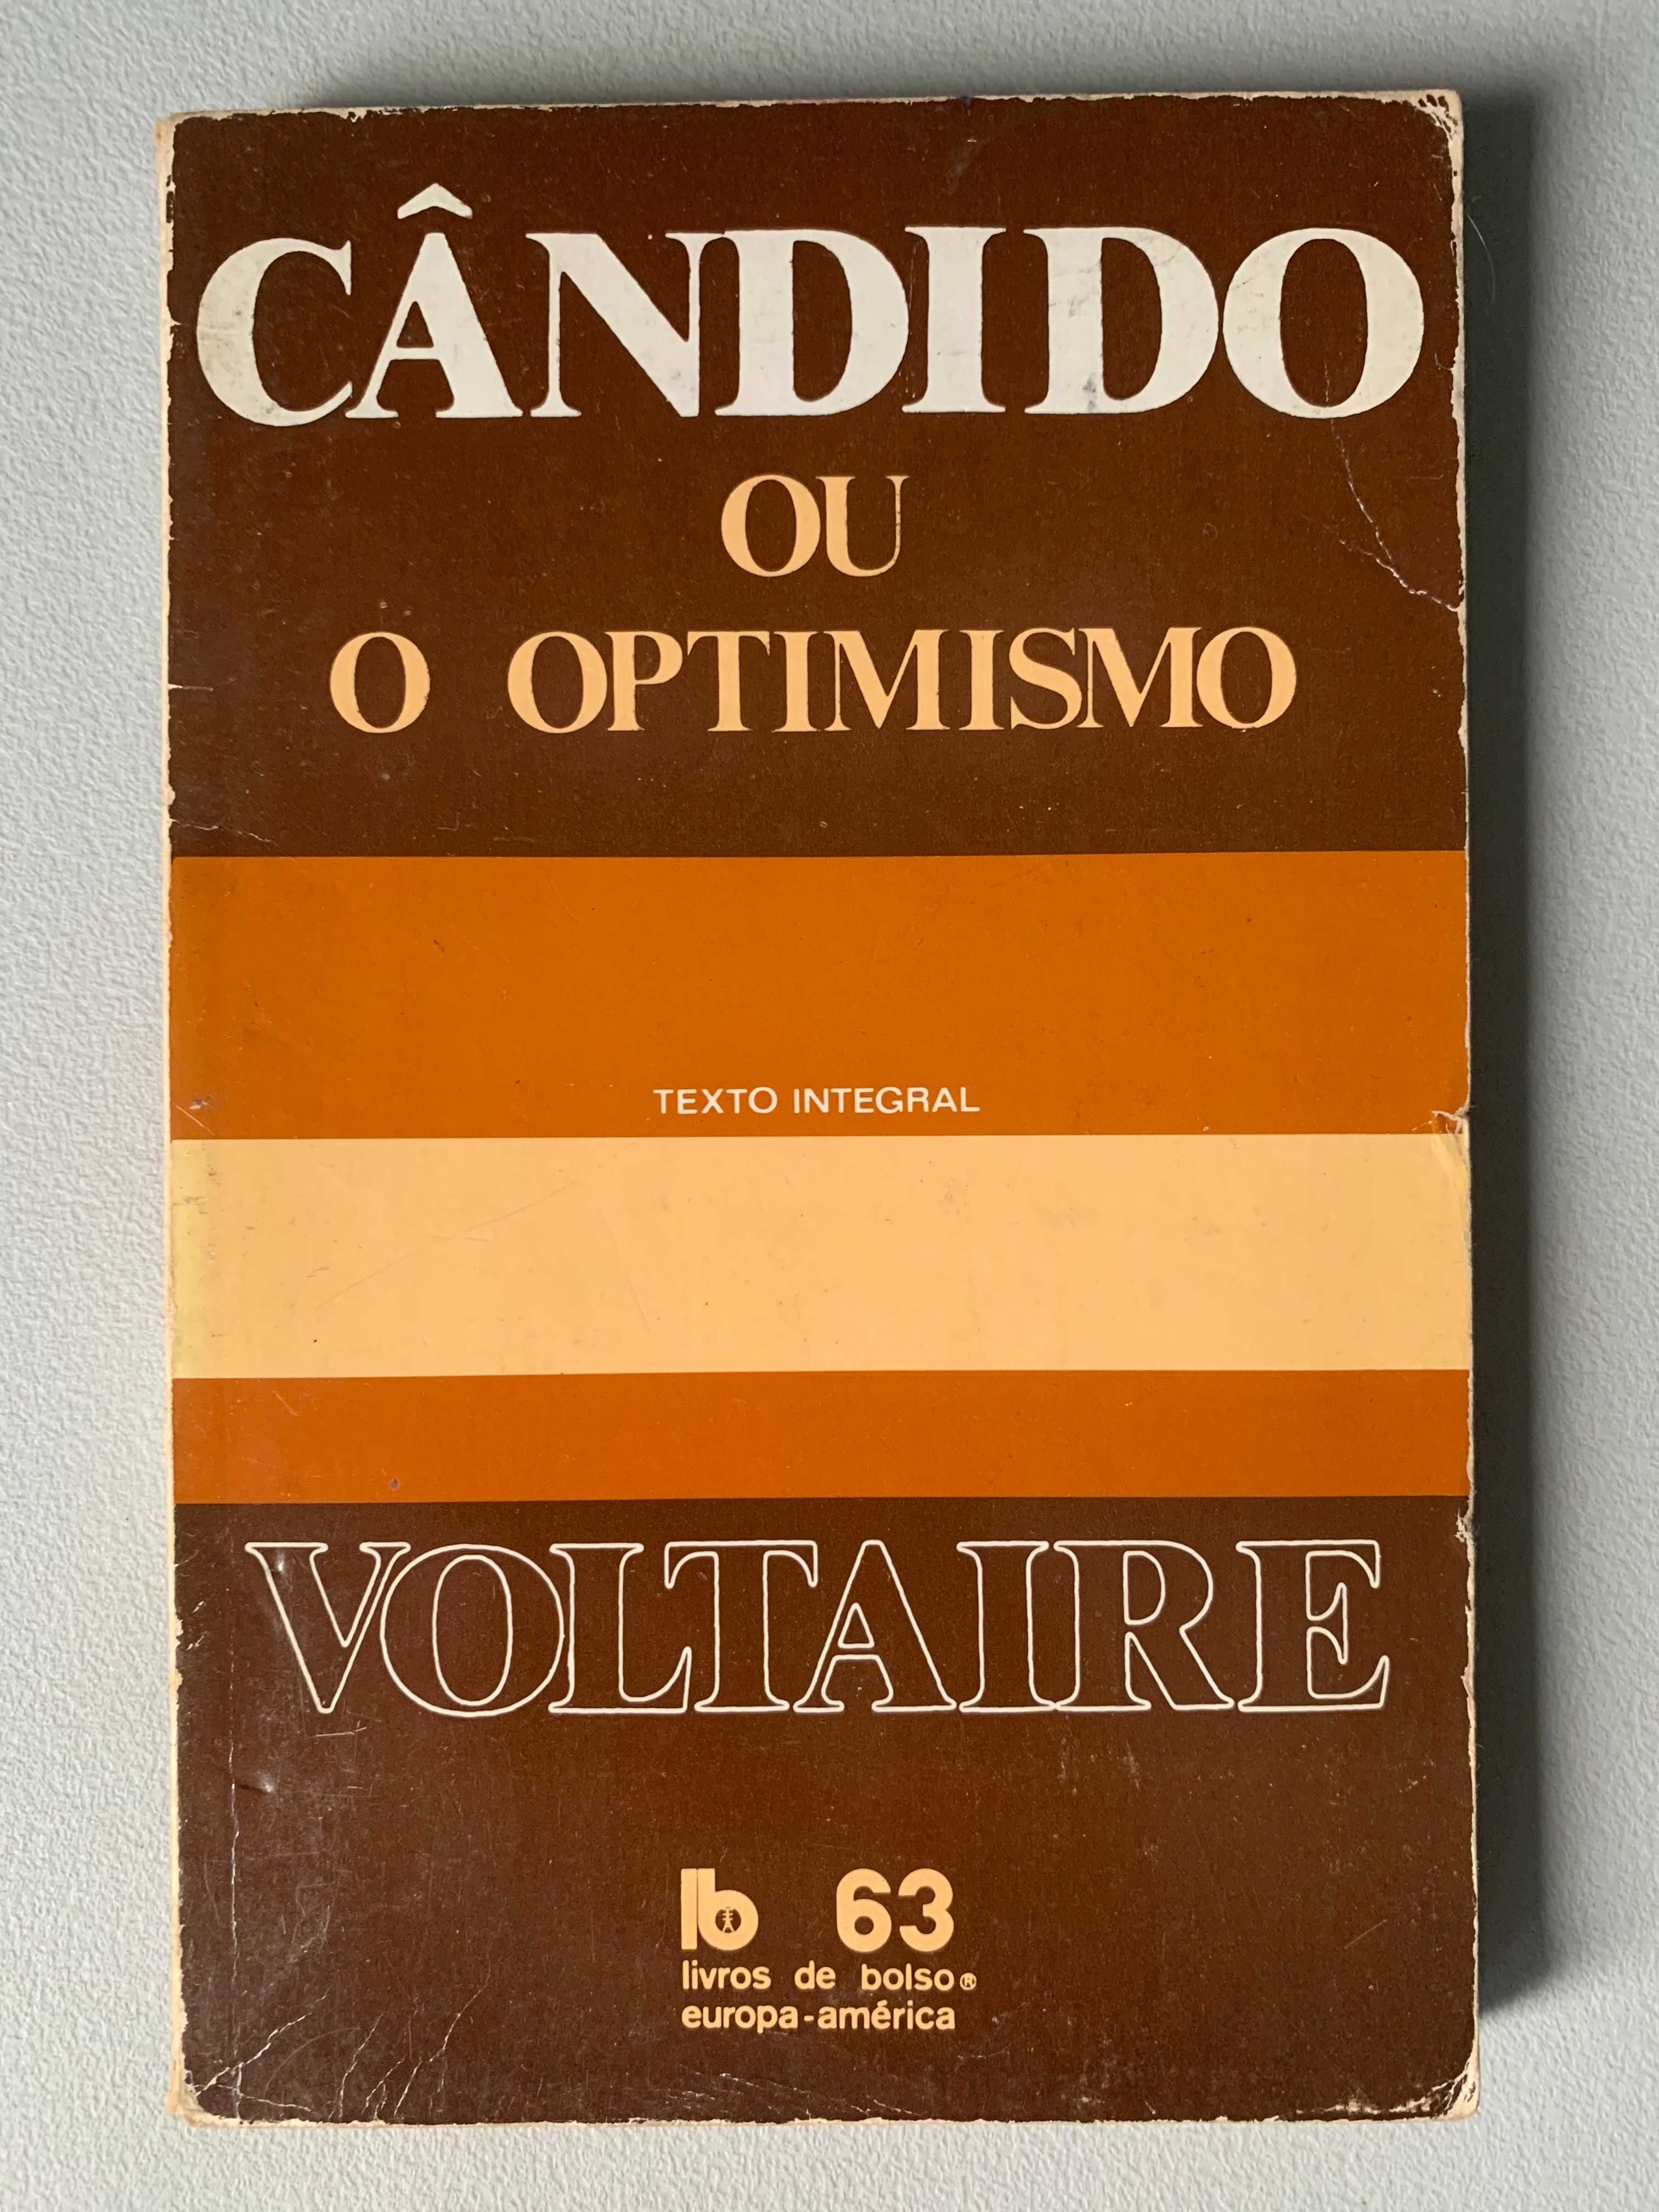 CÂNDIDO
OU
O OPTIMISMO
TEXTO INTEGRAL
VOLTAIRE
lb 63
livros de bolso®
europa-américa